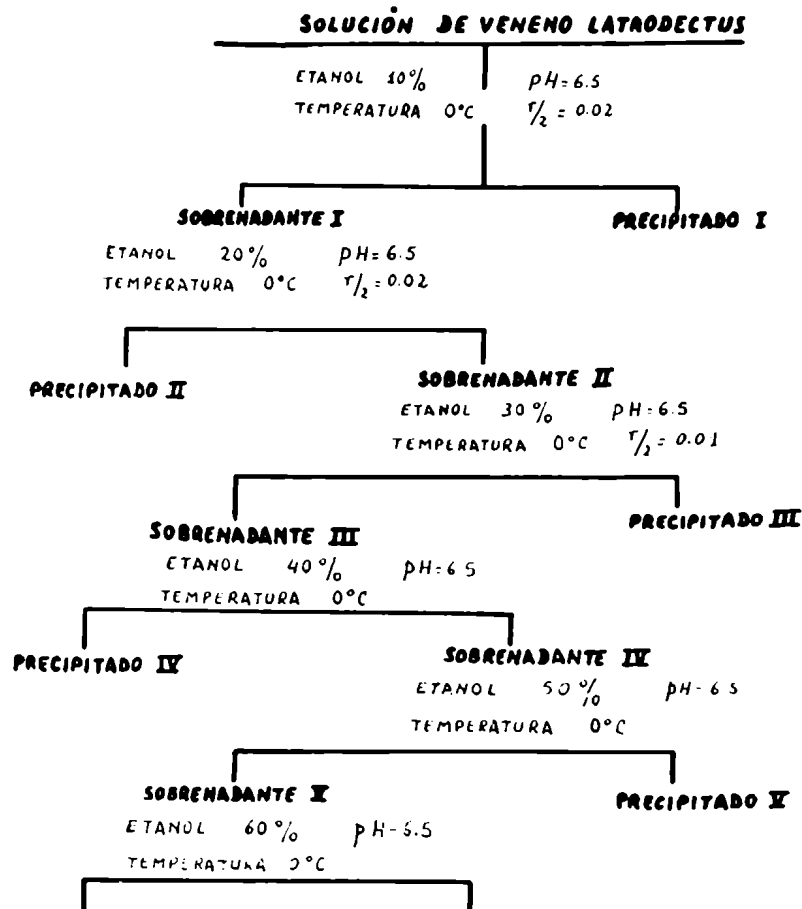 SOLUCIÓN DE VENENO LATRODECTUS
ETANOL 10% pH=6.5
TEMPERATURA 0°C Γ/2 = 0.02
SOBRENADANTE I PRECIPITADO I
ETANOL 20% pH=6.5
TEMPERATURA 0°C Γ/2 = 0.02
PRECIPITADO II SOBRENADANTE II
ETANOL 30% pH=6.5
TEMPERATURA 0°C Γ/2 = 0.01
SOBRENADANTE III PRECIPITADO III
ETANOL 40% pH=6 5
TEMPERATURA 0°C
PRECIPITADO IV SOBRENADANTE IV
ETANOL 50% pH-6 5
TEMPERATURA 0°C
SOBRENADANTE V PRECIPITADO V
ETANOL 60% pH-6.5
TEMPERATURA 0°C